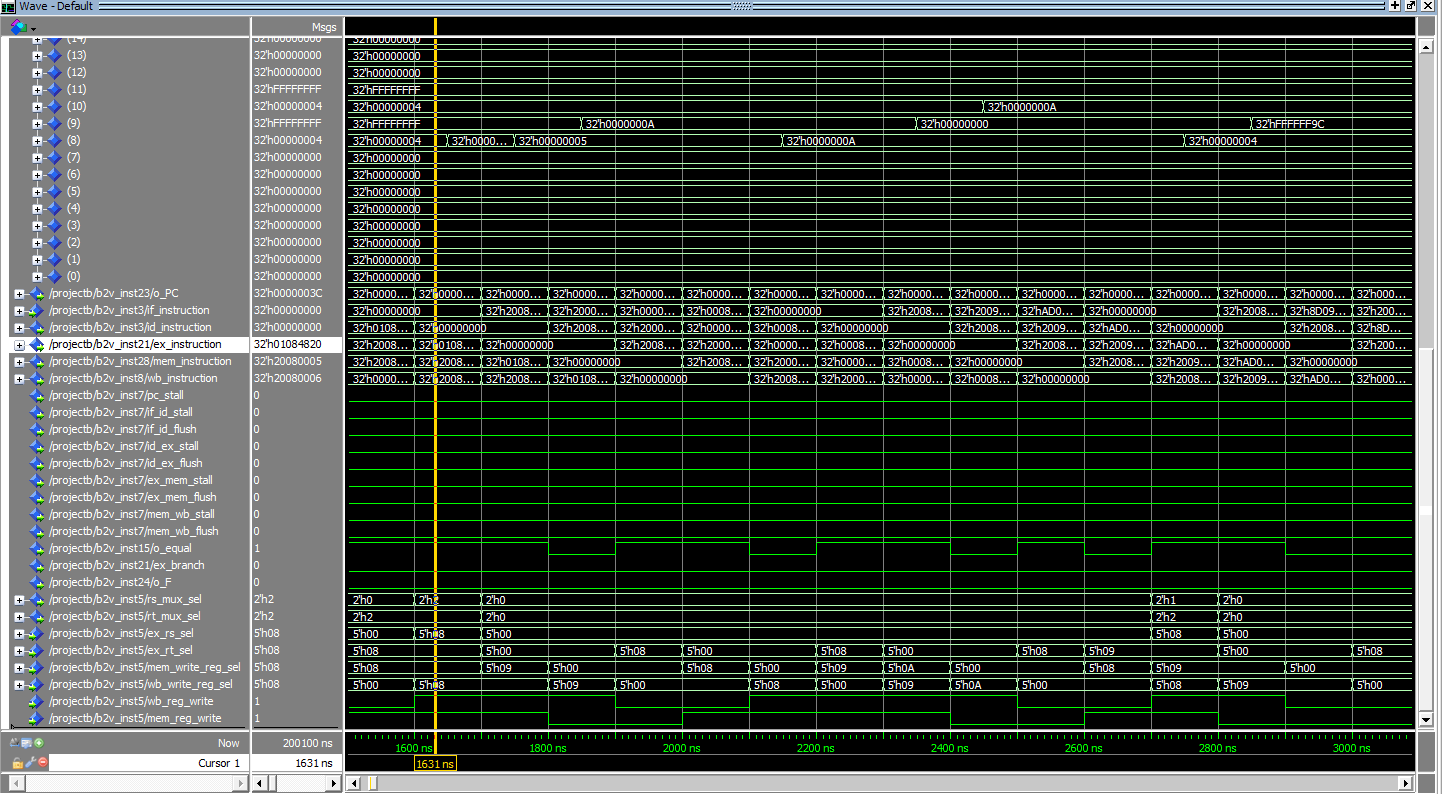 Wave - Default
Msgs
(14) 32'h00000000 32'h00000000
(13) 32'h00000000 32'h00000000
(12) 32'h00000000 32'h00000000
(11) 32'hFFFFFFFF 32'hFFFFFFFF
(10) 32'h00000004 32'h00000004 32'h0000000A
(9) 32'hFFFFFFFF 32'hFFFFFFFF 32'h0000000A 32'h00000000 32'hFFFFFF9C
(8) 32'h00000004 32'h00000004 32'h0000... 32'h00000005 32'h0000000A 32'h00000004
(7) 32'h00000000 32'h00000000
(6) 32'h00000000 32'h00000000
(5) 32'h00000000 32'h00000000
(4) 32'h00000000 32'h00000000
(3) 32'h00000000 32'h00000000
(2) 32'h00000000 32'h00000000
(1) 32'h00000000 32'h00000000
(0) 32'h00000000 32'h00000000
/projectb/b2v_inst23/o_PC 32'h0000003C 32'h0000... 32'h0000... 32'h0000... 32'h0000... 32'h0000... 32'h0000... 32'h0000... 32'h0000... 32'h0000... 32'h0000... 32'h0000... 32'h0000... 32'h0000... 32'h0000... 32'h0000... 32'h000...
/projectb/b2v_inst3/if_instruction 32'h00000000 32'h00000000 32'h2008... 32'h2000... 32'h0000... 32'h0008... 32'h00000000 32'h2008... 32'h2009... 32'hAD0... 32'h00000000 32'h2008... 32'h8D09... 32'h200...
/projectb/b2v_inst3/id_instruction 32'h00000000 32'h0108... 32'h00000000 32'h2008... 32'h2000... 32'h0000... 32'h0008... 32'h00000000 32'h2008... 32'h2009... 32'hAD0... 32'h00000000 32'h2008... 32'h8D...
/projectb/b2v_inst21/ex_instruction 32'h01084820 32'h2008... 32'h0108... 32'h00000000 32'h2008... 32'h2000... 32'h0000... 32'h0008... 32'h00000000 32'h2008... 32'h2009... 32'hAD0... 32'h00000000 32'h200...
/projectb/b2v_inst28/mem_instruction 32'h20080005 32'h2008... 32'h2008... 32'h0108... 32'h00000000 32'h2008... 32'h2000... 32'h0000... 32'h0008... 32'h00000000 32'h2008... 32'h2009... 32'hAD0... 32'h00000000
/projectb/b2v_inst8/wb_instruction 32'h20080006 32'h0000... 32'h2008... 32'h2008... 32'h0108... 32'h00000000 32'h2008... 32'h2000... 32'h0000... 32'h0008... 32'h00000000 32'h2008... 32'h2009... 32'hAD0... 32'h000...
/projectb/b2v_inst7/pc_stall 0
/projectb/b2v_inst7/if_id_stall 0
/projectb/b2v_inst7/if_id_flush 0
/projectb/b2v_inst7/id_ex_stall 0
/projectb/b2v_inst7/id_ex_flush 0
/projectb/b2v_inst7/ex_mem_stall 0
/projectb/b2v_inst7/ex_mem_flush 0
/projectb/b2v_inst7/mem_wb_stall 0
/projectb/b2v_inst7/mem_wb_flush 0
/projectb/b2v_inst15/o_equal 1
/projectb/b2v_inst21/ex_branch 0
/projectb/b2v_inst24/o_F 0
/projectb/b2v_inst5/rs_mux_sel 2'h2 2'h0 2'h2 2'h0 2'h1 2'h0
/projectb/b2v_inst5/rt_mux_sel 2'h2 2'h2 2'h0 2'h2 2'h0
/projectb/b2v_inst5/ex_rs_sel 5'h08 5'h00 5'h08 5'h00 5'h08 5'h00
/projectb/b2v_inst5/ex_rt_sel 5'h08 5'h08 5'h00 5'h08 5'h00 5'h08 5'h00 5'h08 5'h09 5'h00 5'h08
/projectb/b2v_inst5/mem_write_reg_sel 5'h08 5'h08 5'h09 5'h00 5'h08 5'h00 5'h09 5'h0A 5'h00 5'h08 5'h09 5'h00
/projectb/b2v_inst5/wb_write_reg_sel 5'h08 5'h00 5'h08 5'h09 5'h00 5'h08 5'h00 5'h09 5'h0A 5'h00 5'h08 5'h09 5'h00
/projectb/b2v_inst5/wb_reg_write 1
/projectb/b2v_inst5/mem_reg_write 1
Now 200100 ns 1600 ns 1800 ns 2000 ns 2200 ns 2400 ns 2600 ns 2800 ns 3000 ns
Cursor 1 1631 ns 1631 ns